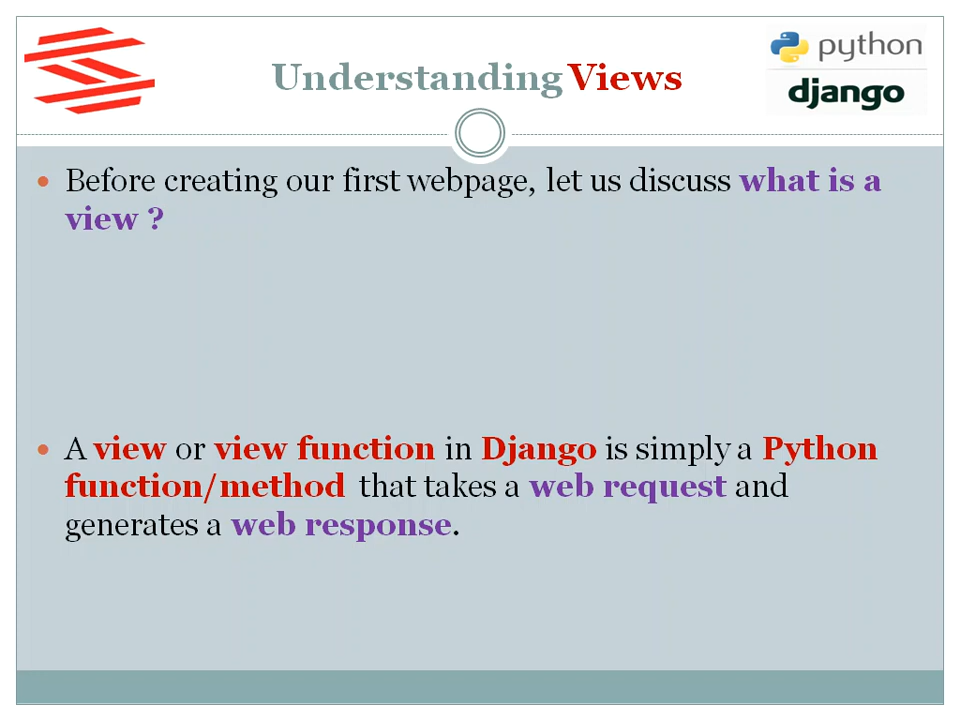 Understanding Views
python
django
• Before creating our first webpage, let us discuss what is a
view ?
• A view or view function in Django is simply a Python
function/method that takes a web request and
generates a web response.